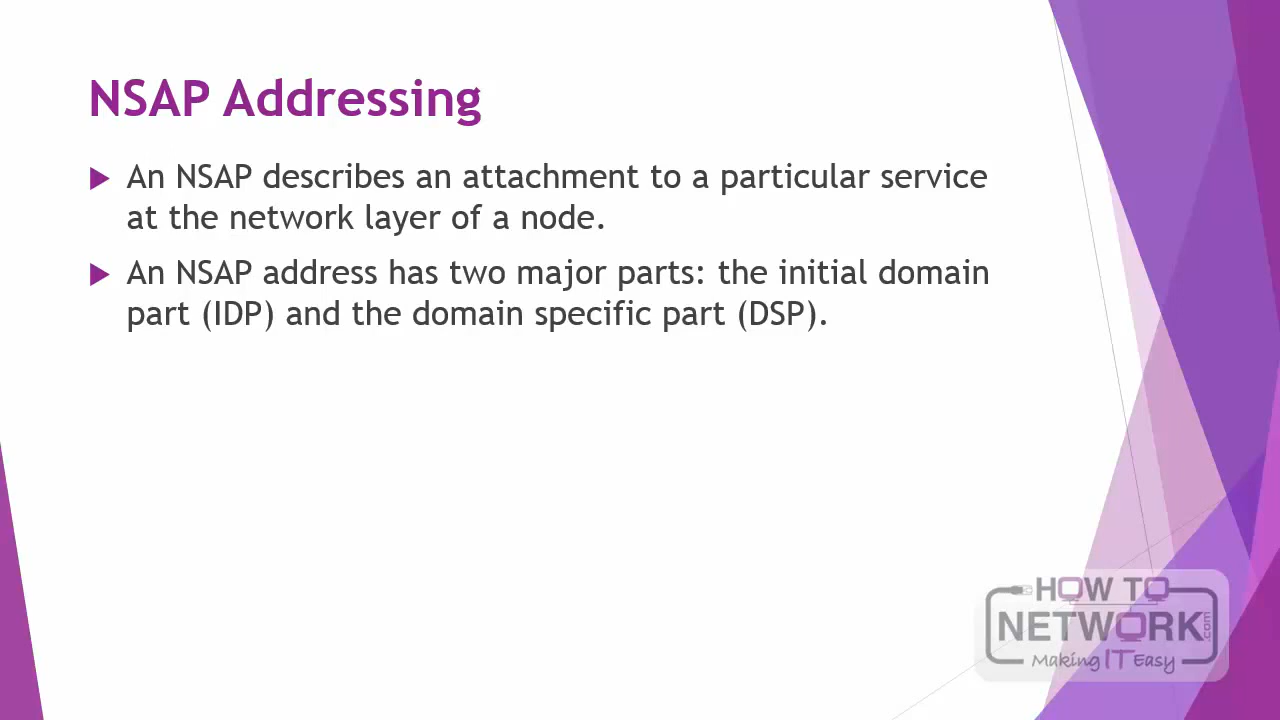 NSAP Addressing
An NSAP describes an attachment to a particular service
at the network layer of a node.
An NSAP address has two major parts: the initial domain
part (IDP) and the domain specific part (DSP).
HOW TO
NETWORK.com
Making IT Easy